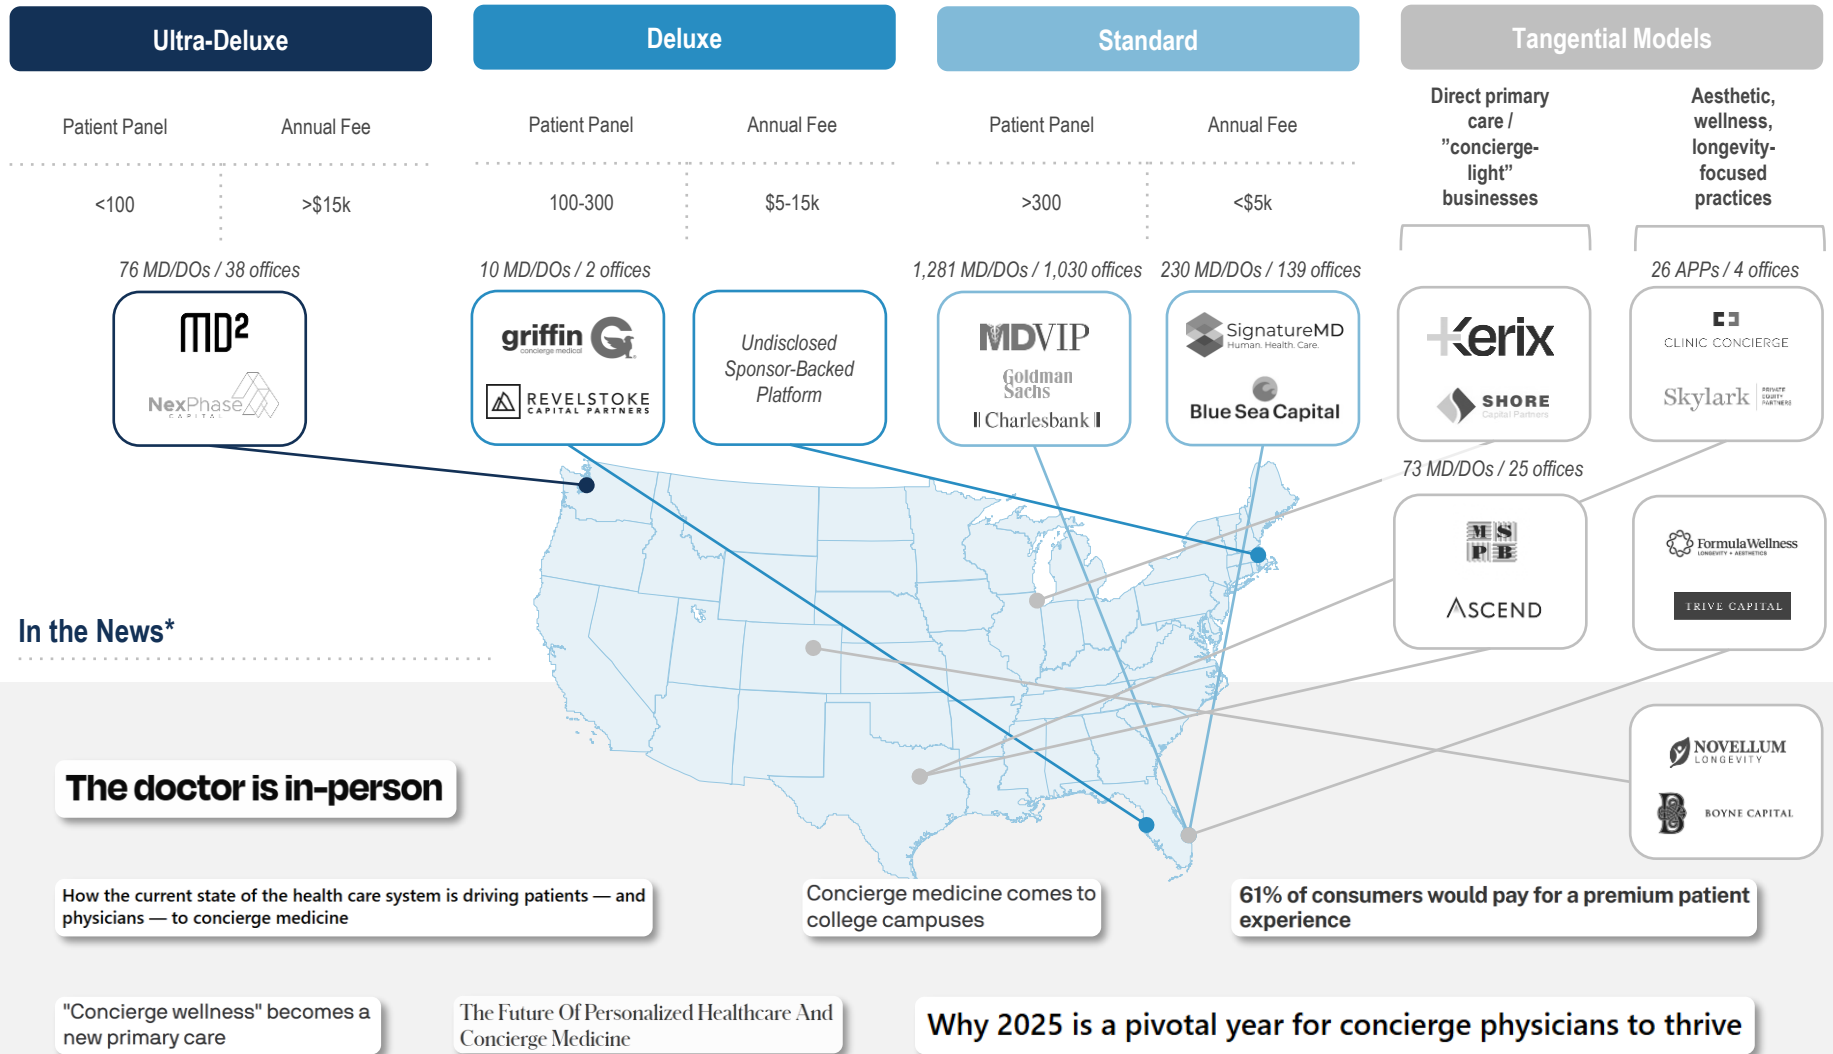 Ultra-Deluxe
Deluxe
Standard
Tangential Models
Patient Panel
Annual Fee
<100
>$15k
Patient Panel
Annual Fee
100-300
$5-15k
Patient Panel
Annual Fee
>300
<$5k
Direct primary
care /
”concierge-
light”
businesses
Aesthetic,
wellness,
longevity-
focused
practices
76 MD/DOs / 38 offices
MD²
NexPhase
CAPITAL
10 MD/DOs / 2 offices
griffin
concierge medical
REVELSTOKE
CAPITAL PARTNERS
Undisclosed
Sponsor-Backed
Platform
1,281 MD/DOs / 1,030 offices
MDVIP
Goldman
Sachs
Charlesbank
230 MD/DOs / 139 offices
SignatureMD
Human. Health. Care.
Blue Sea Capital
Kerix
SHORE
Capital Partners
26 APPs / 4 offices
CLINIC CONCIERGE
Skylark
PRIVATE
EQUITY
PARTNERS
73 MD/DOs / 25 offices
M S
P B
ASCEND
FormulaWellness
LONGEVITY + AESTHETICS
TRIVE CAPITAL
NOVELLUM
LONGEVITY
B
BOYNE CAPITAL
In the News*
The doctor is in-person
How the current state of the health care system is driving patients — and
physicians — to concierge medicine
Concierge medicine comes to
college campuses
61% of consumers would pay for a premium patient
experience
"Concierge wellness" becomes a
new primary care
The Future Of Personalized Healthcare And
Concierge Medicine
Why 2025 is a pivotal year for concierge physicians to thrive